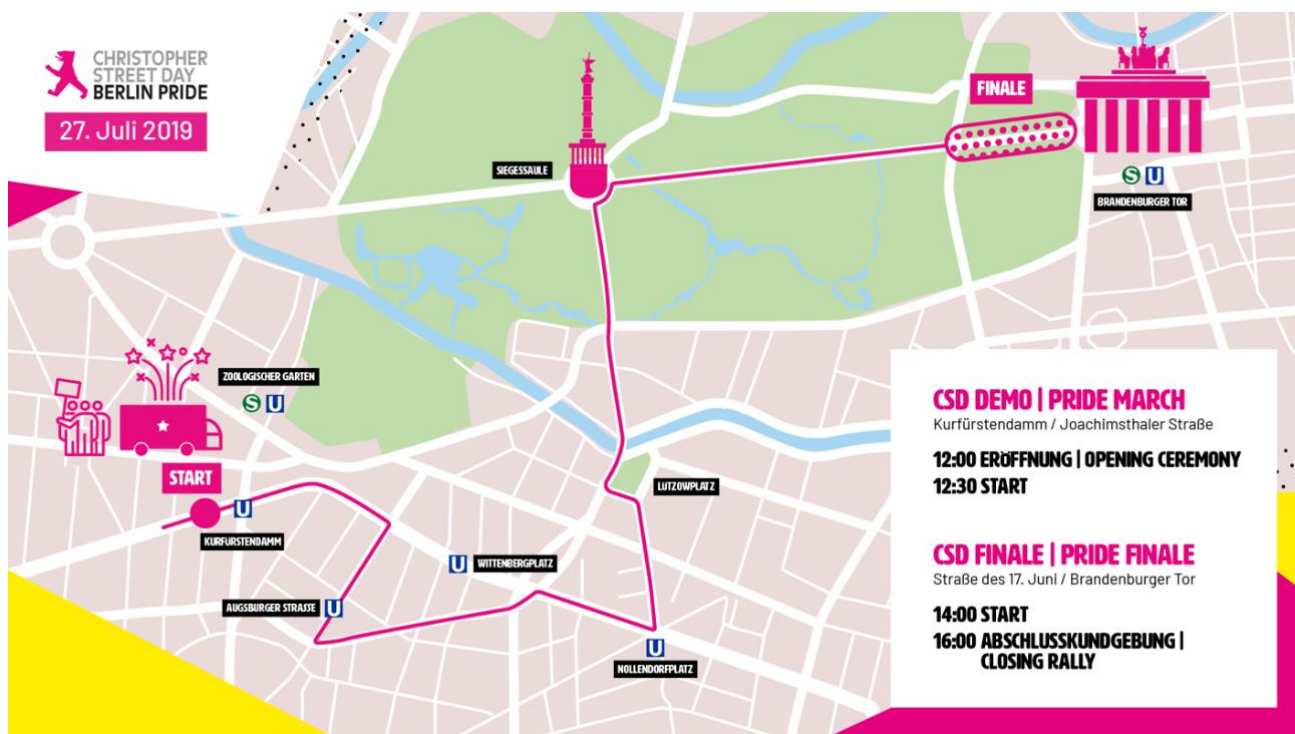 CHRISTOPHER
STREET DAY
BERLIN PRIDE
27. Juli 2019
FINALE
SIEGESSAULE
S U
BRANDENBURGER TOR
ZOOLOGISCHER GARTEN
S U
START
U
KURFURSTENDAMM
LUTZOWPLATZ
U WITTENBERGPLATZ
AUGSBURGER STRAẞE U
U
NOLLENDORFPLATZ
CSD DEMO | PRIDE MARCH
Kurfürstendamm / Joachimsthaler Straße
12:00 ERÖFFNUNG | OPENING CEREMONY
12:30 START
CSD FINALE | PRIDE FINALE
Straße des 17. Juni / Brandenburger Tor
14:00 START
16:00 ABSCHLUSSKUNDGEBUNG |
CLOSING RALLY